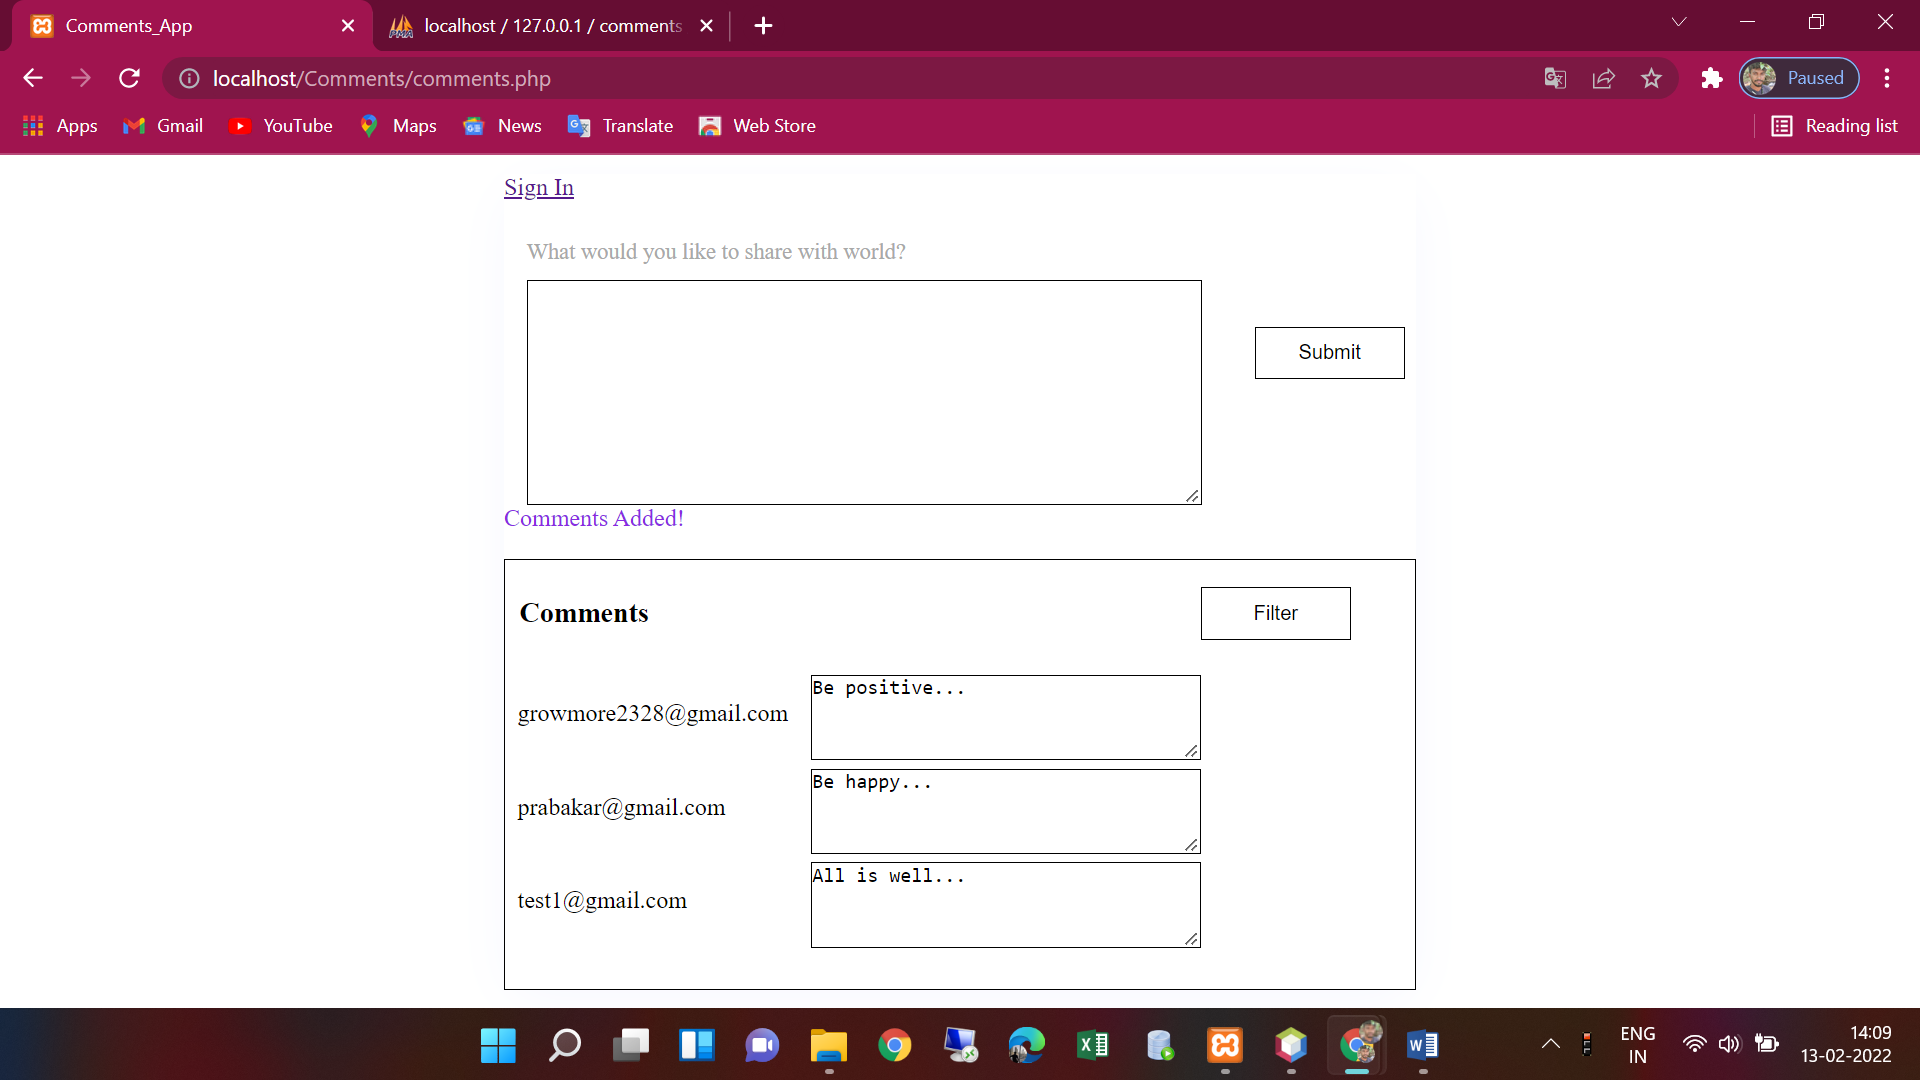 Comments_App
localhost / 127.0.0.1 / comments
localhost/Comments/comments.php
Paused
Apps
Gmail
YouTube
Maps
News
Translate
Web Store
Reading list
Sign In
What would you like to share with world?
Submit
Comments Added!
Comments
Filter
growmore2328@gmail.com
Be positive...
prabakar@gmail.com
Be happy...
test1@gmail.com
All is well...
ENG
IN
14:09
13-02-2022